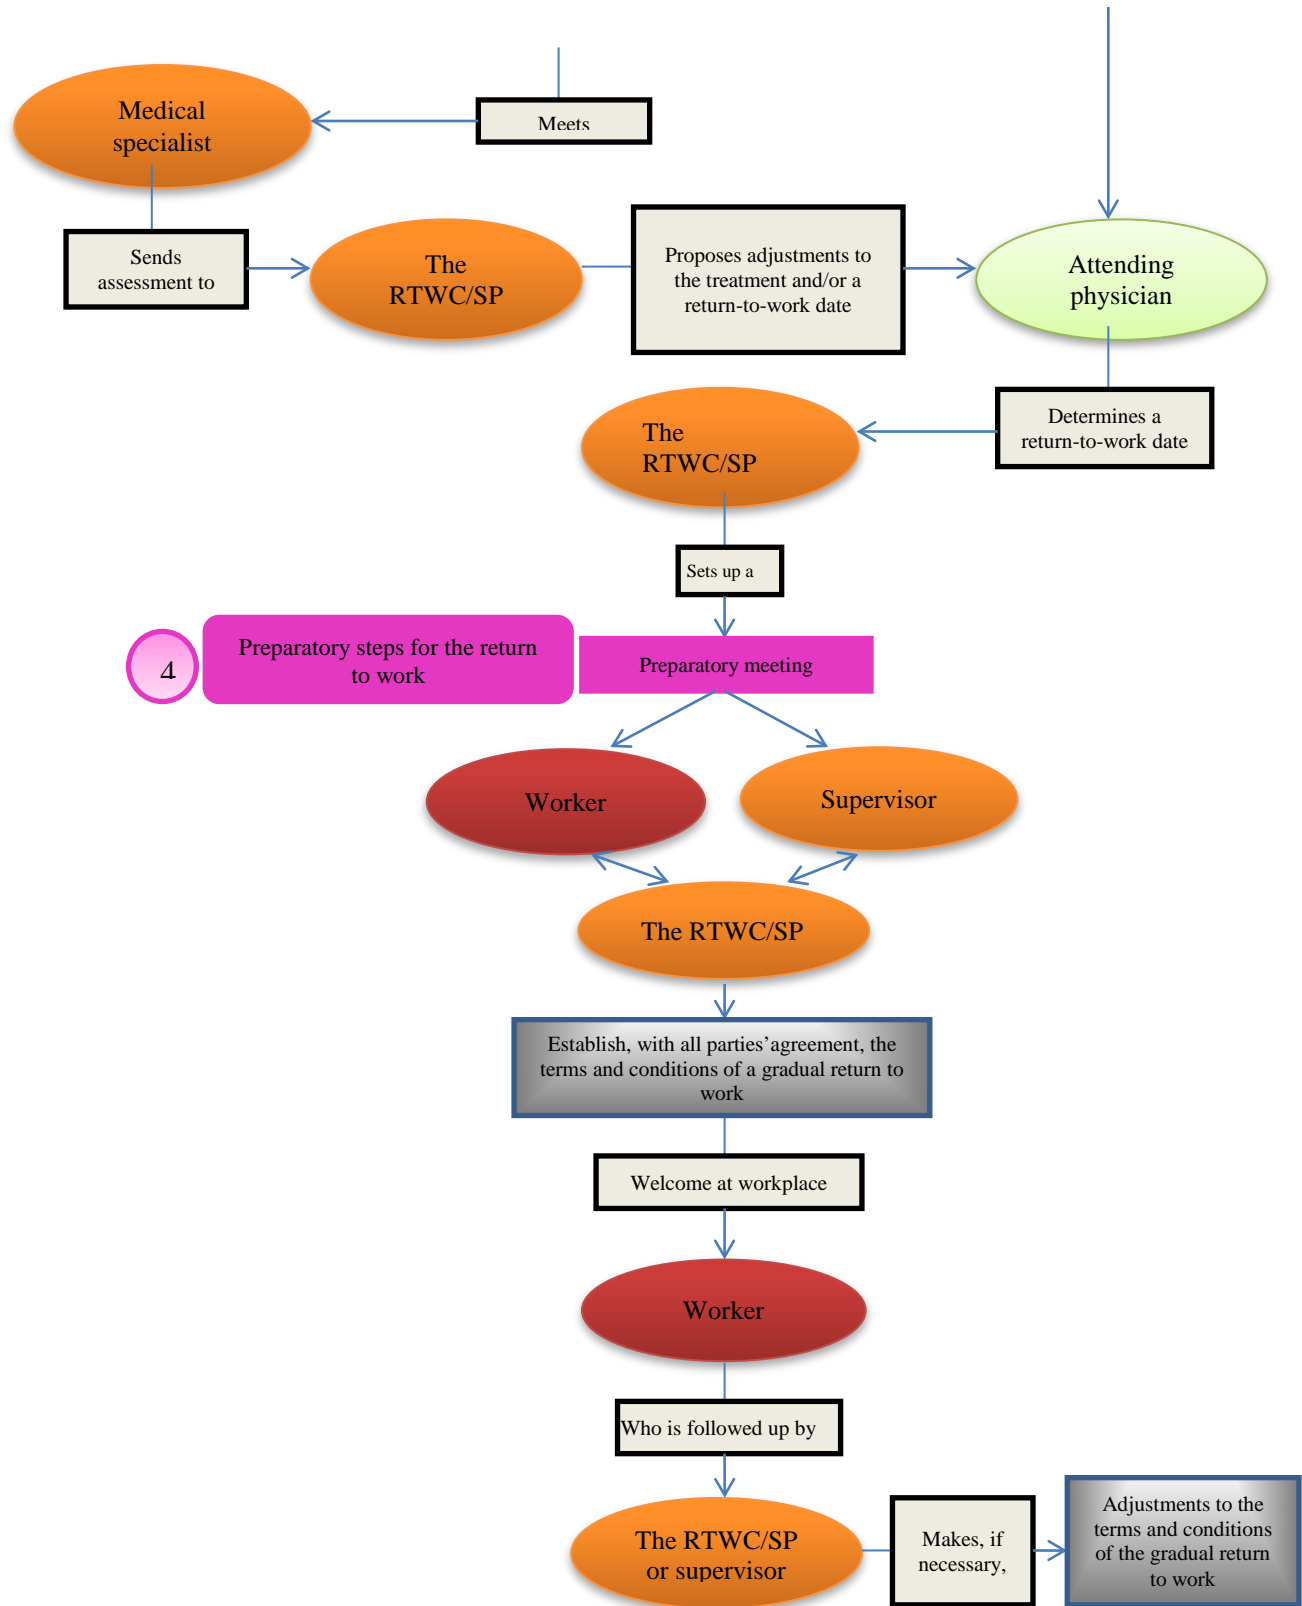 Meets
Medical
specialist
Sends
assessment to
The
RTWC/SP
Proposes adjustments to
the treatment and/or a
return-to-work date
Attending
physician
Determines a
return-to-work date
The
RTWC/SP
Sets up a
4
Preparatory steps for the return
to work
Preparatory meeting
Worker
Supervisor
The RTWC/SP
Establish, with all parties’agreement, the
terms and conditions of a gradual return to
work
Welcome at workplace
Worker
Who is followed up by
The RTWC/SP
or supervisor
Makes, if
necessary,
Adjustments to the
terms and conditions
of the gradual return
to work